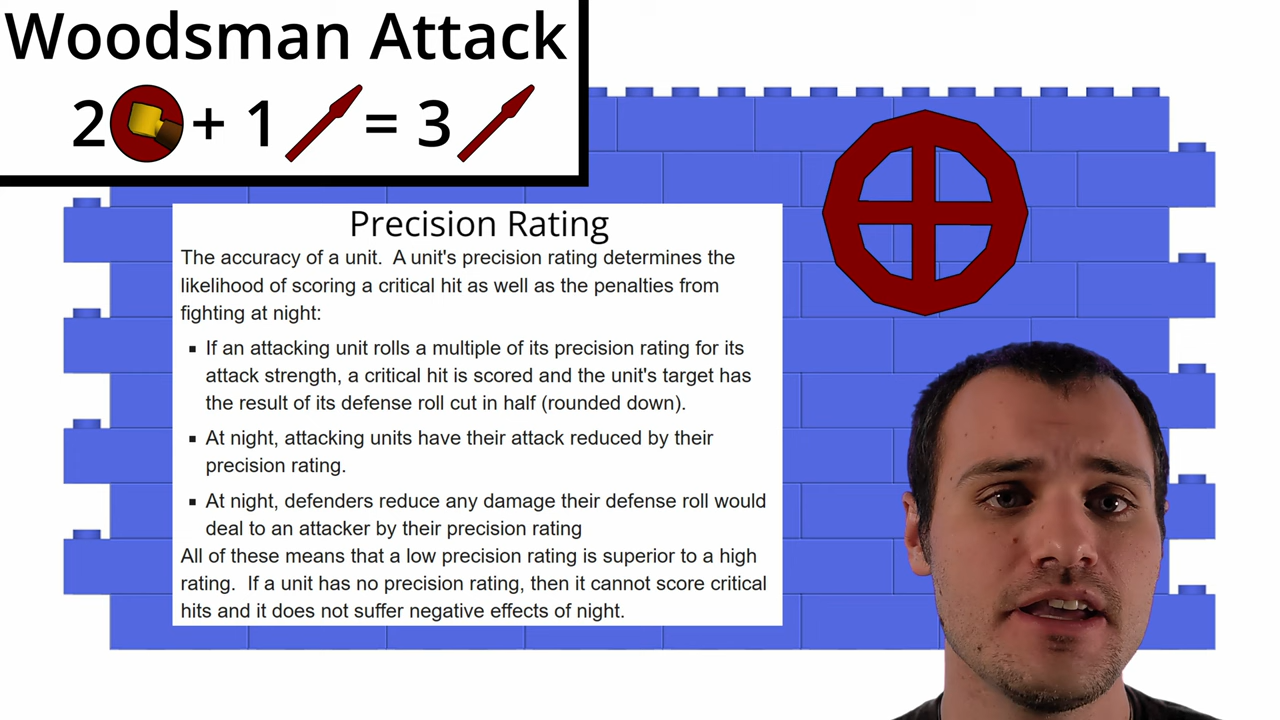 Woodsman Attack
2 + 1 = 3
Precision Rating
The accuracy of a unit. A unit's precision rating determines the
likelihood of scoring a critical hit as well as the penalties from
fighting at night:
▪ If an attacking unit rolls a multiple of its precision rating for its
attack strength, a critical hit is scored and the unit's target has
the result of its defense roll cut in half (rounded down).
▪ At night, attacking units have their attack reduced by their
precision rating.
▪ At night, defenders reduce any damage their defense roll would
deal to an attacker by their precision rating
All of these means that a low precision rating is superior to a high
rating. If a unit has no precision rating, then it cannot score critical
hits and it does not suffer negative effects of night.